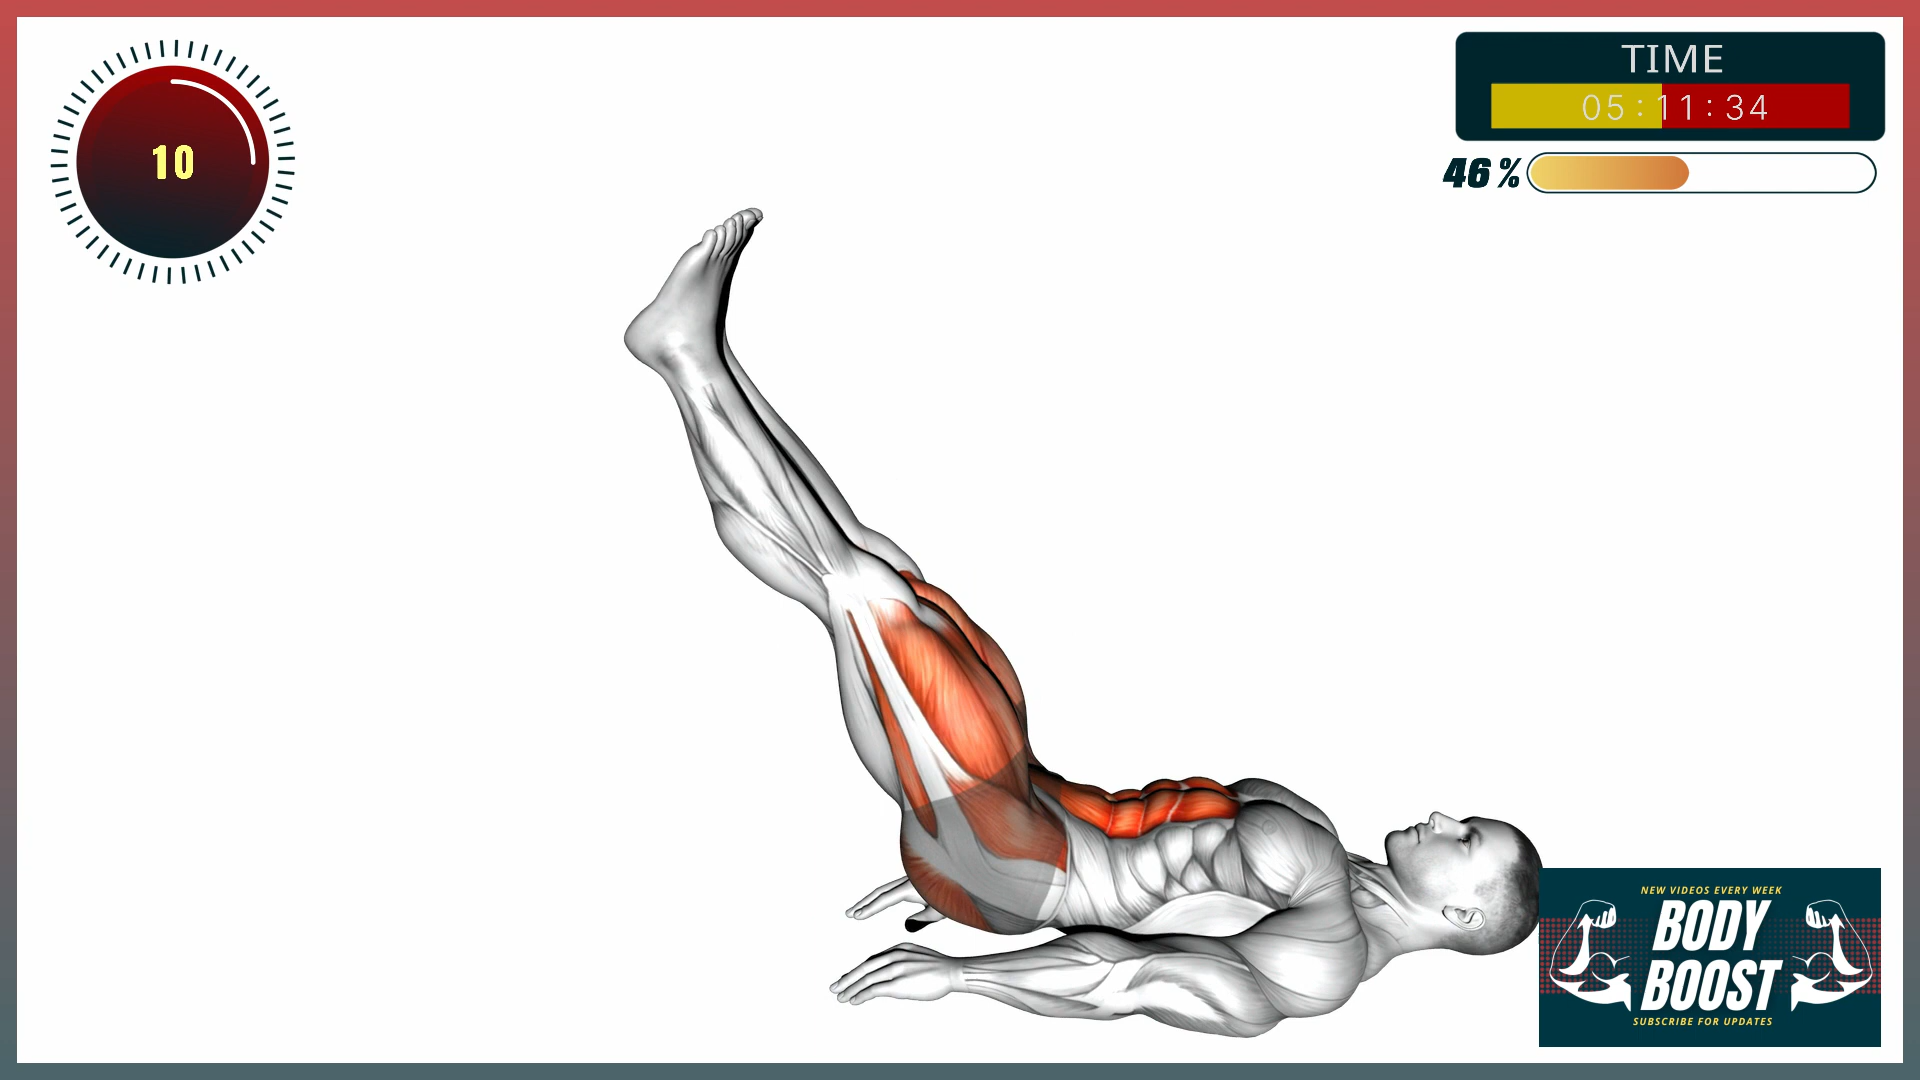 10
TIME
05:11:34
46%
NEW VIDEOS EVERY WEEK
BODY
BOOST
SUBSCRIBE FOR UPDATES